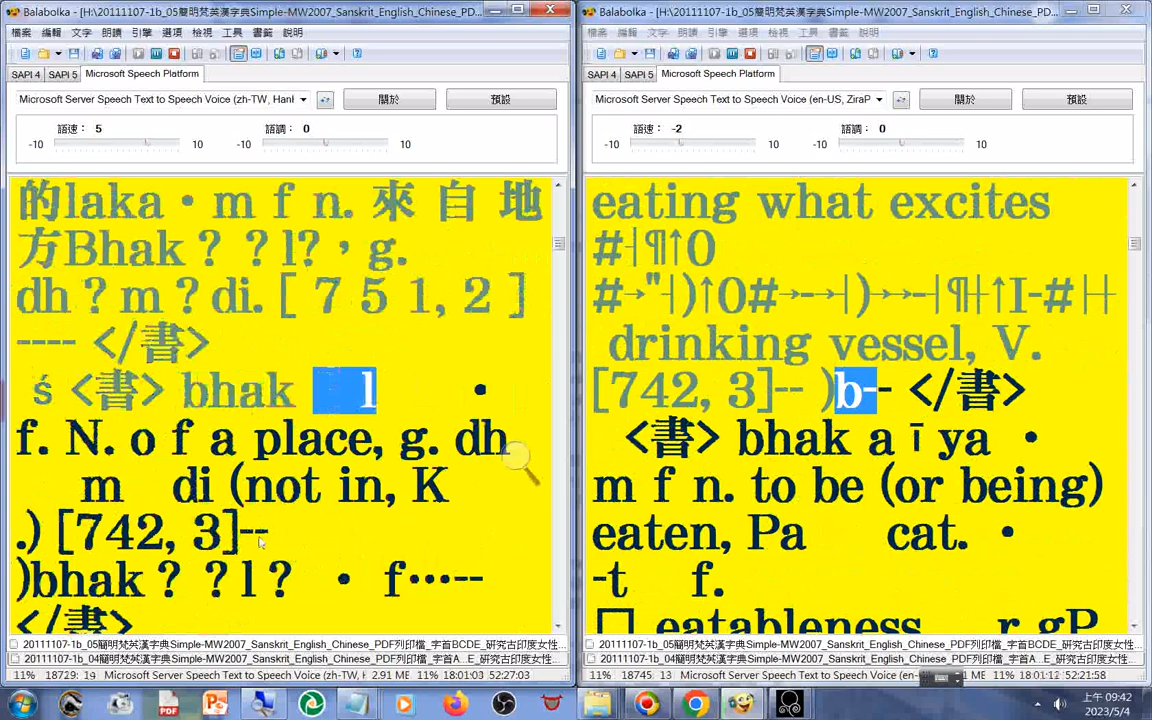 Balabolka - [H:\20111107-1b_05簡明梵英漢字典Simple-MW2007_Sanskrit_English_Chinese_PD...
檔案 編輯 文字 朗讀 引擎 選項 檢視 工具 書籤 說明
SAPI 4 SAPI 5 Microsoft Speech Platform
Microsoft Server Speech Text to Speech Voice (zh-TW, HanH
關於 預設
語速： 5 語調： 0
-10 10 -10 10
的laka • m f n. 來 自 地
方Bhak？？l?，g.
dh？m？di. [ 7 5 1, 2 ]
---- </書>
ś <書> bhak l •
f. N. o f a place, g. dh
m di (not in, K
.) [742, 3]--
)bhak？？l？ • f···--
</書>
20111107-1b_05簡明梵英漢字典Simple-MW2007_Sanskrit_English_Chinese_PDF列印檔_字首BCDE_研究古印度女性...
20111107-1b_04簡明梵英漢字典Simple-MW2007_Sanskrit_English_Chinese_PDF列印檔_字首A...E_研究古印度女性...
11% 18729: 19 Microsoft Server Speech Text to Speech Voice (zh-TW, H 2.91 ME 11% 18:01:03 52:27:03
Balabolka - [H:\20111107-1b_05簡明梵英漢字典Simple-MW2007_Sanskrit_English_Chinese_PD...
檔案 編輯 文字 朗讀 引擎 選項 檢視 工具 書籤 說明
SAPI 4 SAPI 5 Microsoft Speech Platform
Microsoft Server Speech Text to Speech Voice (en-US, ZiraP
關於 預設
語速： -2 語調： 0
-10 10 -10 10
eating what excites
drinking vessel, V.
[742, 3]-- )b-- </書>
<書> bhak a ī ya •
m f n. to be (or being)
eaten, Pa cat. •
-t f.
□ eatableness, r gP
20111107-1b_05簡明梵英漢字典Simple-MW2007_Sanskrit_English_Chinese_PDF列印檔_字首BCDE_研究古印度女性...
20111107-1b_04簡明梵英漢字典Simple-MW2007_Sanskrit_English_Chinese_PDF列印檔_字首A...E_研究古印度女性...
11% 18745: 13 Microsoft Server Speech Text to Speech Voice 11% 18:01:12 52:21:58
上午 09:42
2023/5/4